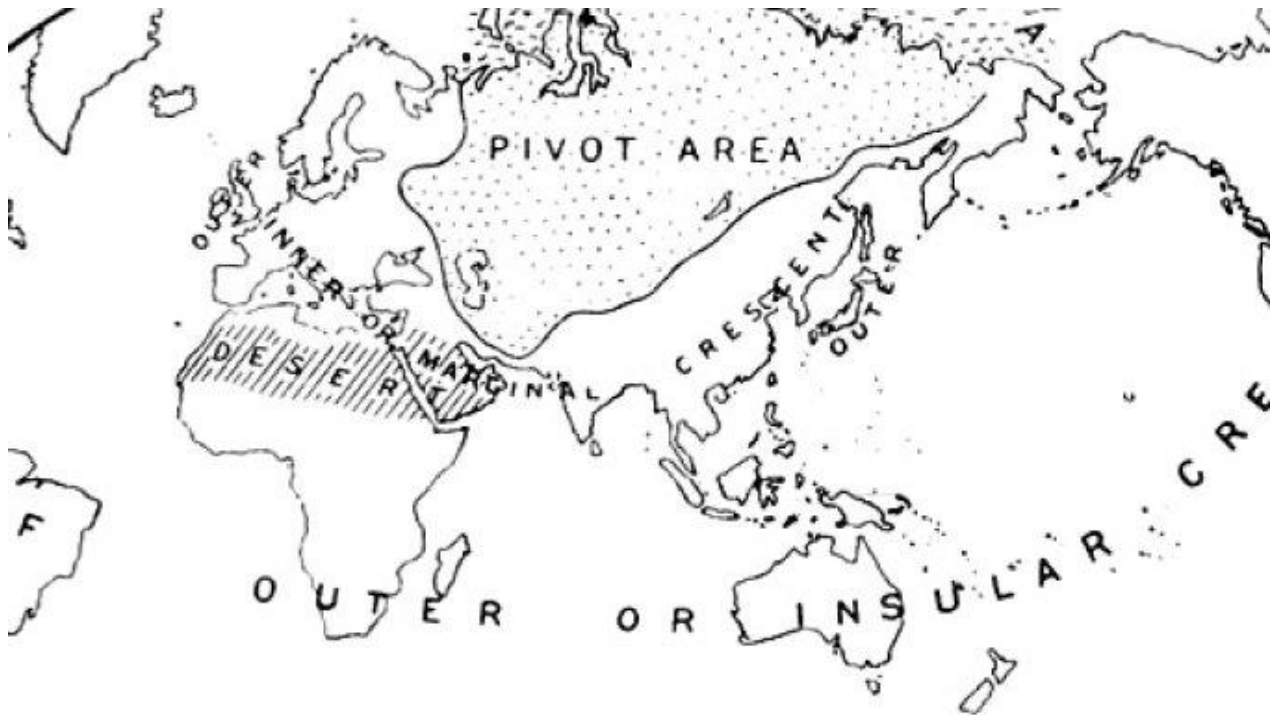 A
PIVOT AREA
OUTER
INNER OR MARGINAL CRESCENT
OUTER
DESERT
F
OUTER OR INSULAR CRE